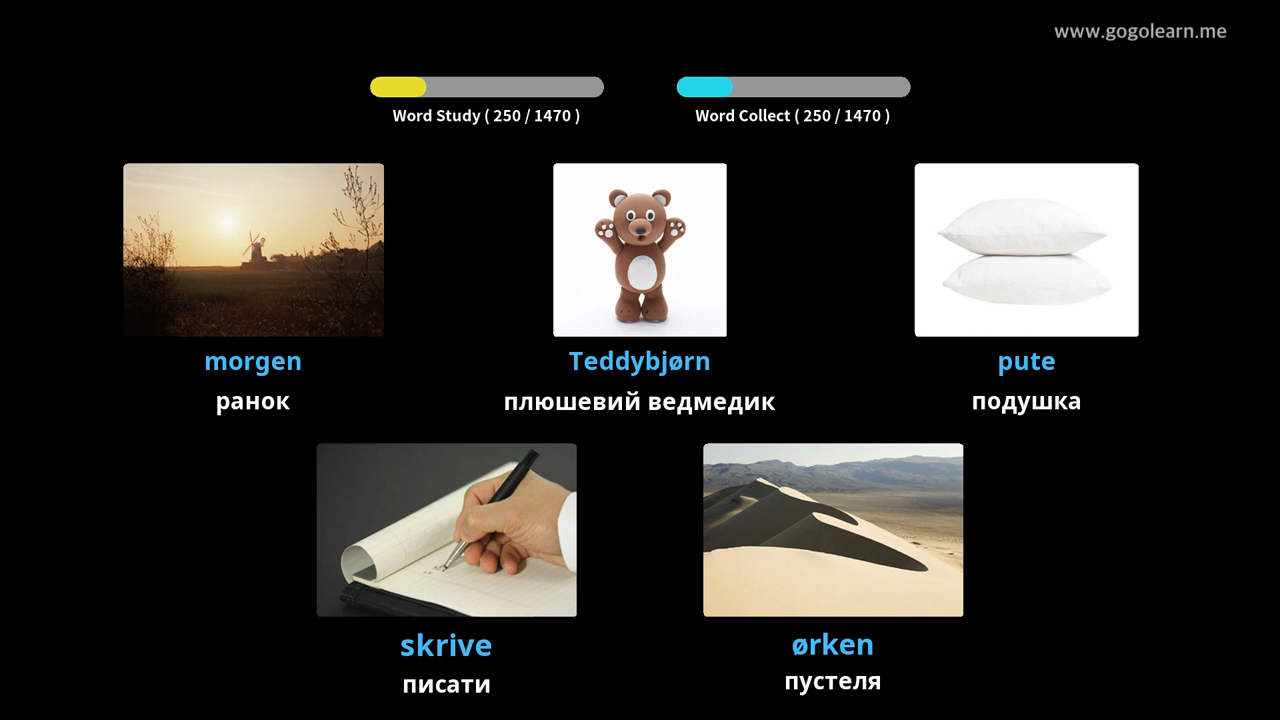 www.gogolearn.me
Word Study ( 250 / 1470 )
Word Collect ( 250 / 1470 )
morgen
ранок
Teddybjørn
плюшевий ведмедик
pute
подушка
skrive
писати
ørken
пустеля